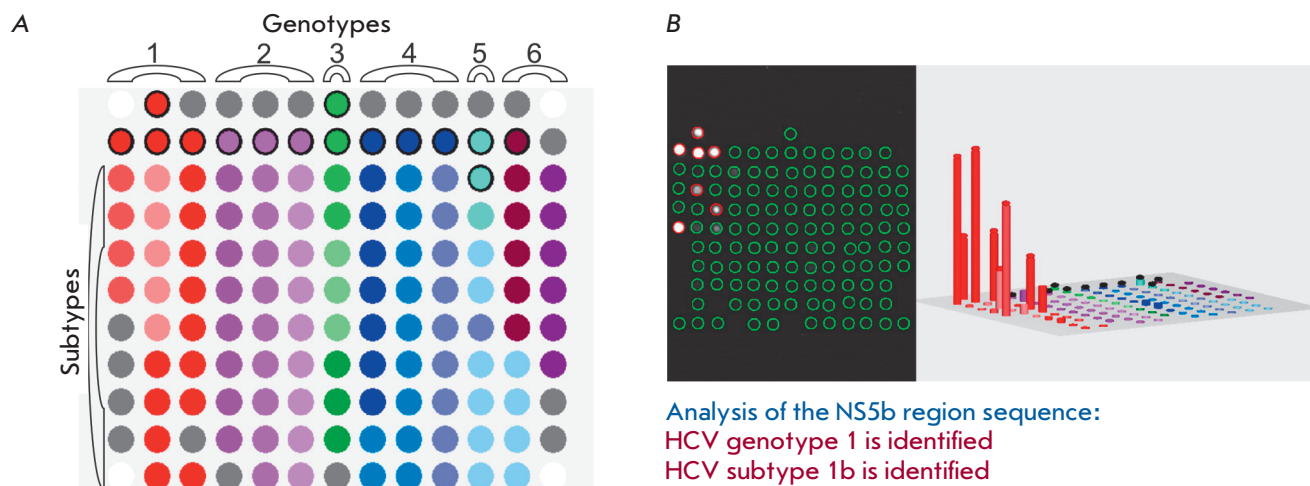 A
Genotypes
1 2 3 4 5 6
Subtypes
B
Analysis of the NS5b region sequence:
HCV genotype 1 is identified
HCV subtype 1b is identified